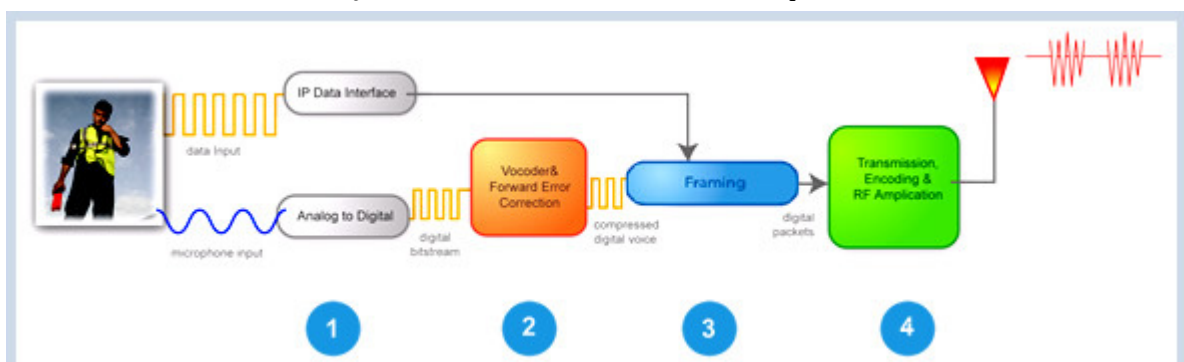 IP Data Interface
data Input
Vocoder&
Forward Error
Correction
Framing
Transmission,
Encoding &
RF Amplication
Analog to Digital
microphone input
digital
bitstream
compressed
digital voice
digital
packets
1
2
3
4